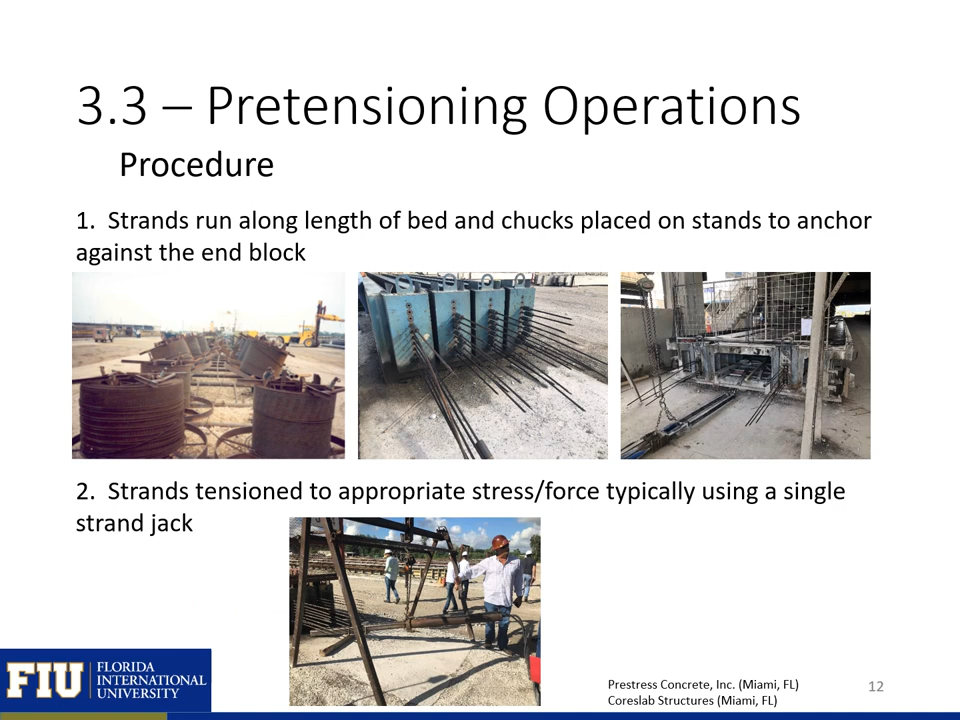 3.3 – Pretensioning Operations
Procedure
1. Strands run along length of bed and chucks placed on stands to anchor
against the end block
2. Strands tensioned to appropriate stress/force typically using a single
strand jack
FIU
FLORIDA
INTERNATIONAL
UNIVERSITY
Prestress Concrete, Inc. (Miami, FL)
Coreslab Structures (Miami, FL)
12